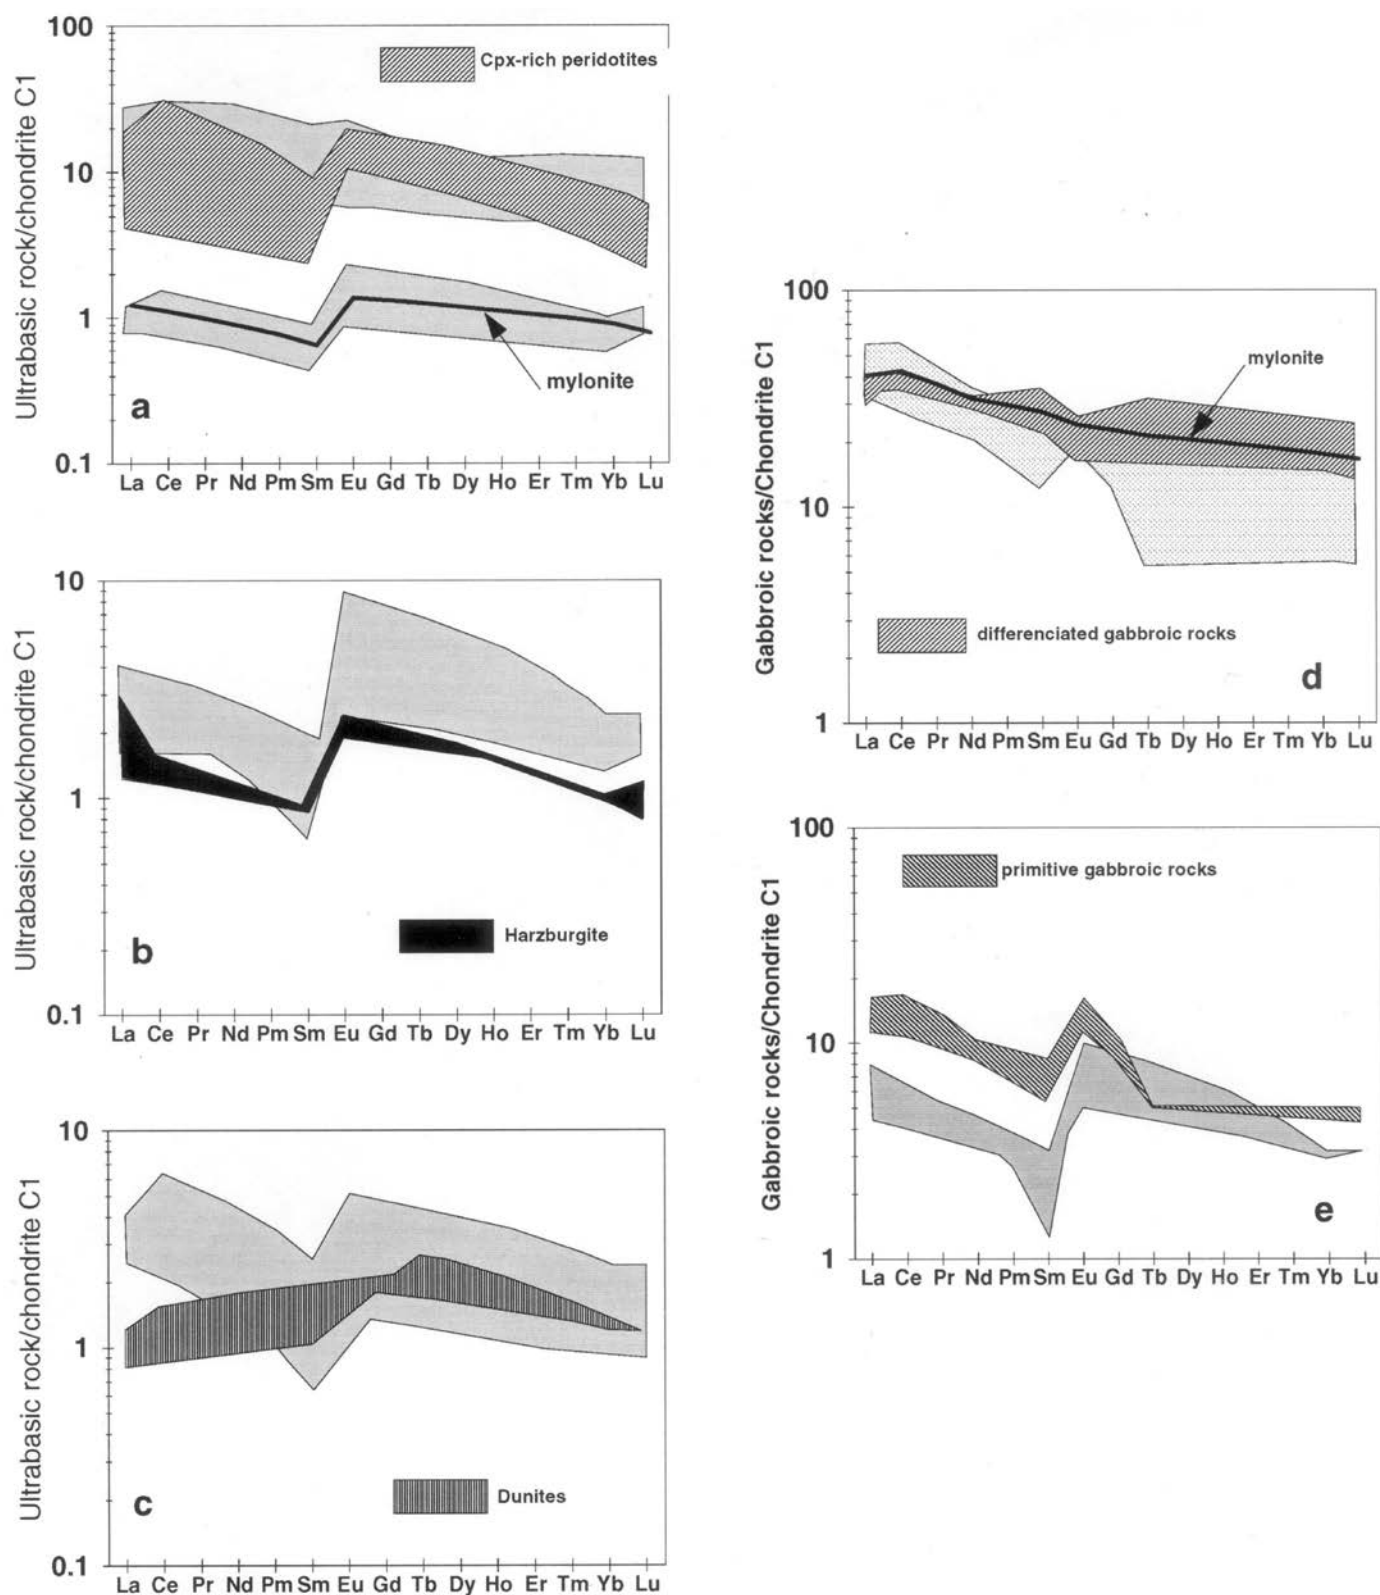 Ultrabasic rock/chondrite C1
100
10
1
0.1
Cpx-rich peridotites
mylonite
a
La Ce Pr Nd Pm Sm Eu Gd Tb Dy Ho Er Tm Yb Lu
Ultrabasic rock/chondrite C1
10
1
0.1
Harzburgite
b
La Ce Pr Nd Pm Sm Eu Gd Tb Dy Ho Er Tm Yb Lu
Ultrabasic rock/chondrite C1
10
1
0.1
Dunites
c
La Ce Pr Nd Pm Sm Eu Gd Tb Dy Ho Er Tm Yb Lu
Gabbroic rocks/Chondrite C1
100
10
1
mylonite
differenciated gabbroic rocks
d
La Ce Pr Nd Pm Sm Eu Gd Tb Dy Ho Er Tm Yb Lu
Gabbroic rocks/Chondrite C1
100
10
1
primitive gabbroic rocks
e
La Ce Pr Nd Pm Sm Eu Gd Tb Dy Ho Er Tm Yb Lu